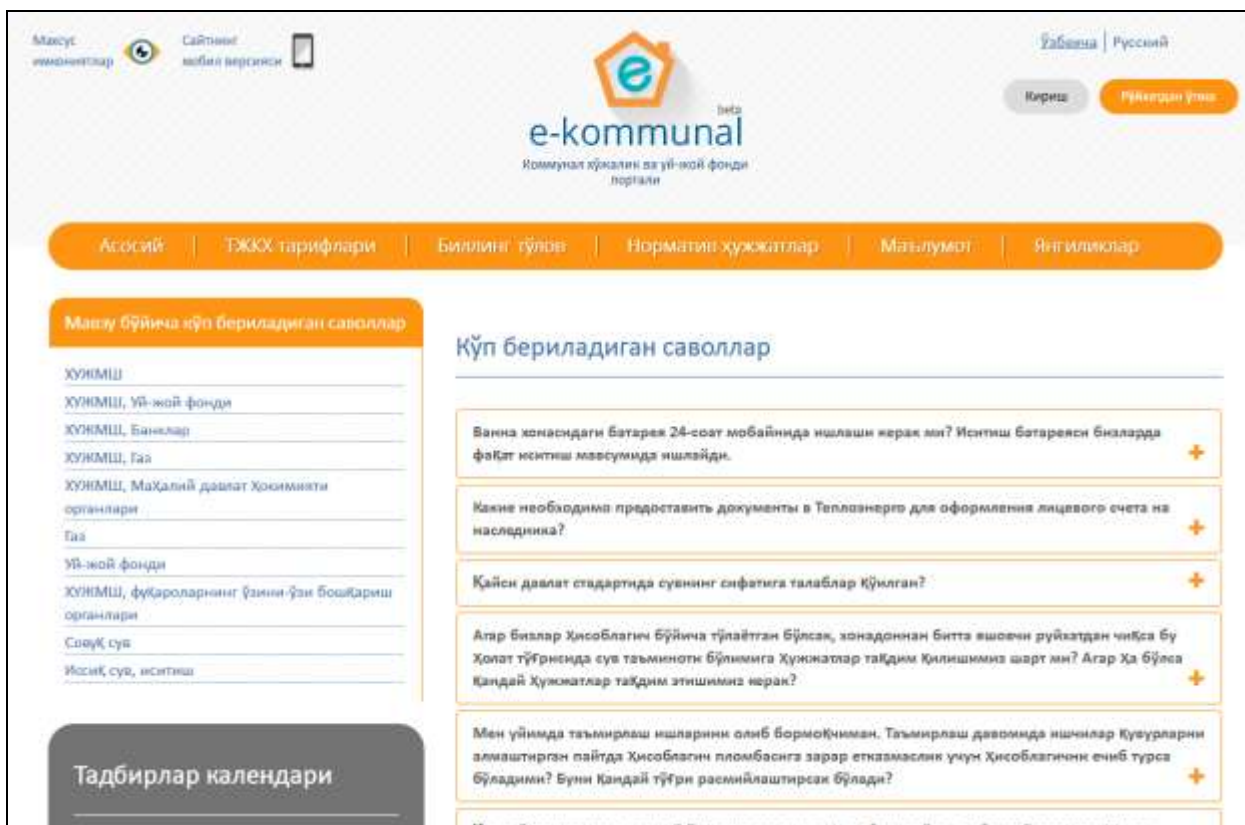 Махсус
имкониятлар
Сайтнинг
мобил версияси
Ўзбекча | Русский
Кириш
Рўйхатдан ўтиш
e
beta
e-kommunal
Коммунал хўжалик ва уй-жой фонди
портали
Асосий | ТЖКХ тарифлари | Биллинг тўлов | Норматив ҳужжатлар | Маълумот | Янгиликлар
Мавзу бўйича кўп бериладиган саволлар
ХУЖМШ
ХУЖМШ, Уй-жой фонди
ХУЖМШ, Банклар
ХУЖМШ, Газ
ХУЖМШ, Маҳалий давлат ҳокимияти
органлари
Газ
Уй-жой фонди
ХУЖМШ, фуқароларнинг ўзини-ўзи бошқариш
органлари
Совуқ сув
Иссиқ сув, иситиш
Тадбирлар календари
Кўп бериладиган саволлар
Ванна хонасидаги батарея 24-соат мобайнида ишлаши керак ми? Иситиш батареяси бизларда
фақат иситиш мавсумида ишлайди.
Какие необходимо предоставить документы в Теплоэнерго для оформления лицевого счета на
наследника?
Қайси давлат стадартида сувнинг сифатига талаблар қўйилган?
Агар бизлар ҳисоблагич бўйича тўлаётган бўлсак, хонадоннан битта яшовчи руйхатдан чиқса бу
ҳолат тўғрисида сув таъминоти бўлимига ҳужжатлар тақдим қилишимиз шарт ми? Агар ҳа бўлса
қандай ҳужжатлар тақдим этишимиз керак?
Мен уйимда таъмирлаш ишларини олиб бормоқчиман. Таъмирлаш давомида ишчилар қувурларни
алмаштирган пайтда ҳисоблагич пломбасига зарар етказмаслик учун ҳисоблагични ечиб турса
бўладими? Буни қандай тўғри расмийлаштирсак бўлади?